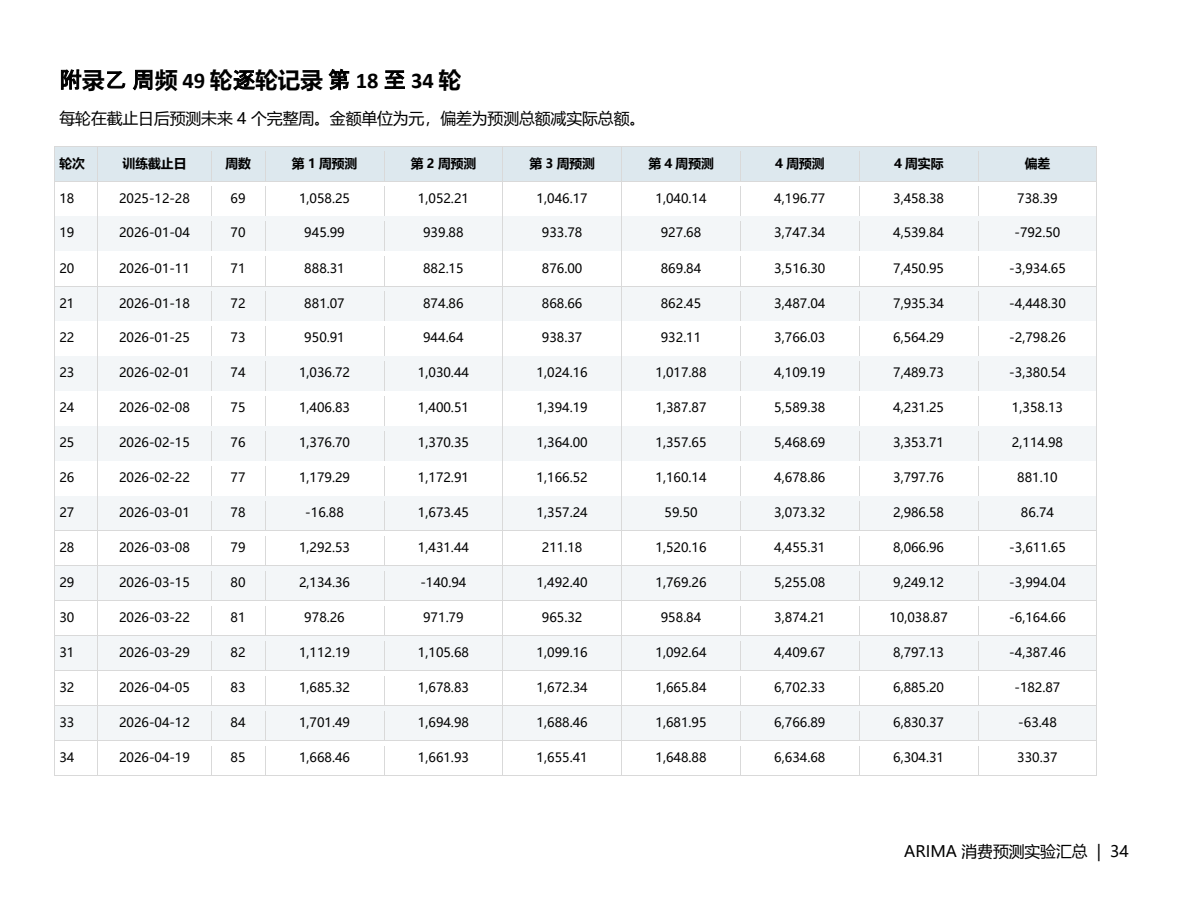 附录乙 周频 49 轮逐轮记录 第 18 至 34 轮
每轮在截止日后预测未来 4 个完整周。金额单位为元，偏差为预测总额减实际总额。
轮次 训练截止日 周数 第 1 周预测 第 2 周预测 第 3 周预测 第 4 周预测 4 周预测 4 周实际 偏差
18 2025-12-28 69 1,058.25 1,052.21 1,046.17 1,040.14 4,196.77 3,458.38 738.39
19 2026-01-04 70 945.99 939.88 933.78 927.68 3,747.34 4,539.84 -792.50
20 2026-01-11 71 888.31 882.15 876.00 869.84 3,516.30 7,450.95 -3,934.65
21 2026-01-18 72 881.07 874.86 868.66 862.45 3,487.04 7,935.34 -4,448.30
22 2026-01-25 73 950.91 944.64 938.37 932.11 3,766.03 6,564.29 -2,798.26
23 2026-02-01 74 1,036.72 1,030.44 1,024.16 1,017.88 4,109.19 7,489.73 -3,380.54
24 2026-02-08 75 1,406.83 1,400.51 1,394.19 1,387.87 5,589.38 4,231.25 1,358.13
25 2026-02-15 76 1,376.70 1,370.35 1,364.00 1,357.65 5,468.69 3,353.71 2,114.98
26 2026-02-22 77 1,179.29 1,172.91 1,166.52 1,160.14 4,678.86 3,797.76 881.10
27 2026-03-01 78 -16.88 1,673.45 1,357.24 59.50 3,073.32 2,986.58 86.74
28 2026-03-08 79 1,292.53 1,431.44 211.18 1,520.16 4,455.31 8,066.96 -3,611.65
29 2026-03-15 80 2,134.36 -140.94 1,492.40 1,769.26 5,255.08 9,249.12 -3,994.04
30 2026-03-22 81 978.26 971.79 965.32 958.84 3,874.21 10,038.87 -6,164.66
31 2026-03-29 82 1,112.19 1,105.68 1,099.16 1,092.64 4,409.67 8,797.13 -4,387.46
32 2026-04-05 83 1,685.32 1,678.83 1,672.34 1,665.84 6,702.33 6,885.20 -182.87
33 2026-04-12 84 1,701.49 1,694.98 1,688.46 1,681.95 6,766.89 6,830.37 -63.48
34 2026-04-19 85 1,668.46 1,661.93 1,655.41 1,648.88 6,634.68 6,304.31 330.37
ARIMA 消费预测实验汇总 | 34